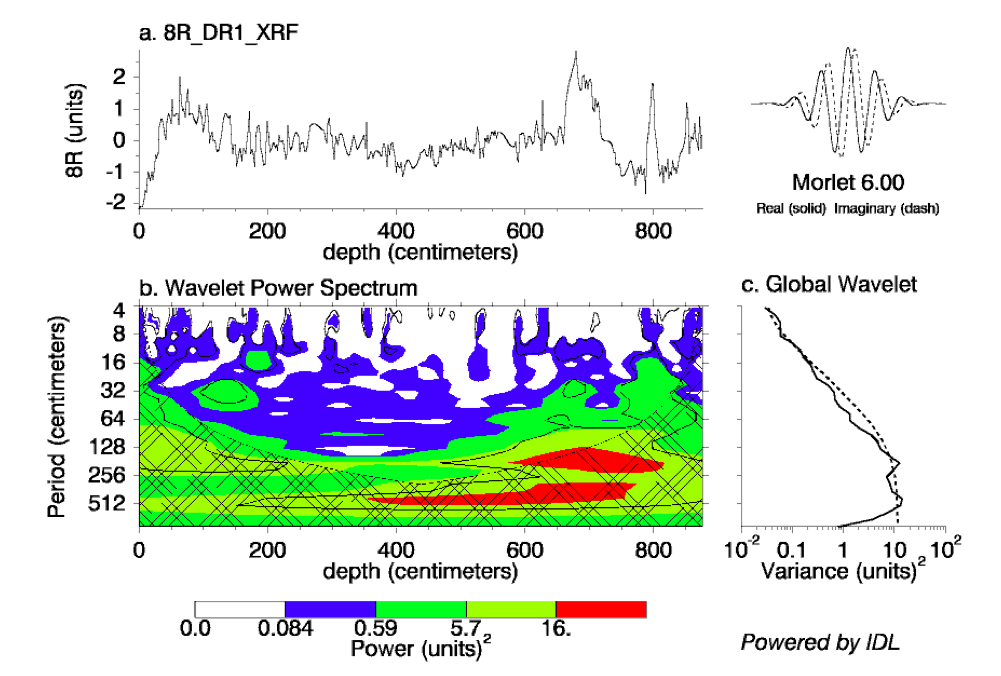 a. 8R_DR1_XRF
8R (units)
2
1
0
-1
-2
0 200 400 600 800
depth (centimeters)
Morlet 6.00
Real (solid) Imaginary (dash)
b. Wavelet Power Spectrum
Period (centimeters)
4
8
16
32
64
128
256
512
0 200 400 600 800
depth (centimeters)
c. Global Wavelet
10⁻² 0.1 1 10 10²
Variance (units)²
0.0 0.084 0.59 5.7 16.
Power (units)²
Powered by IDL